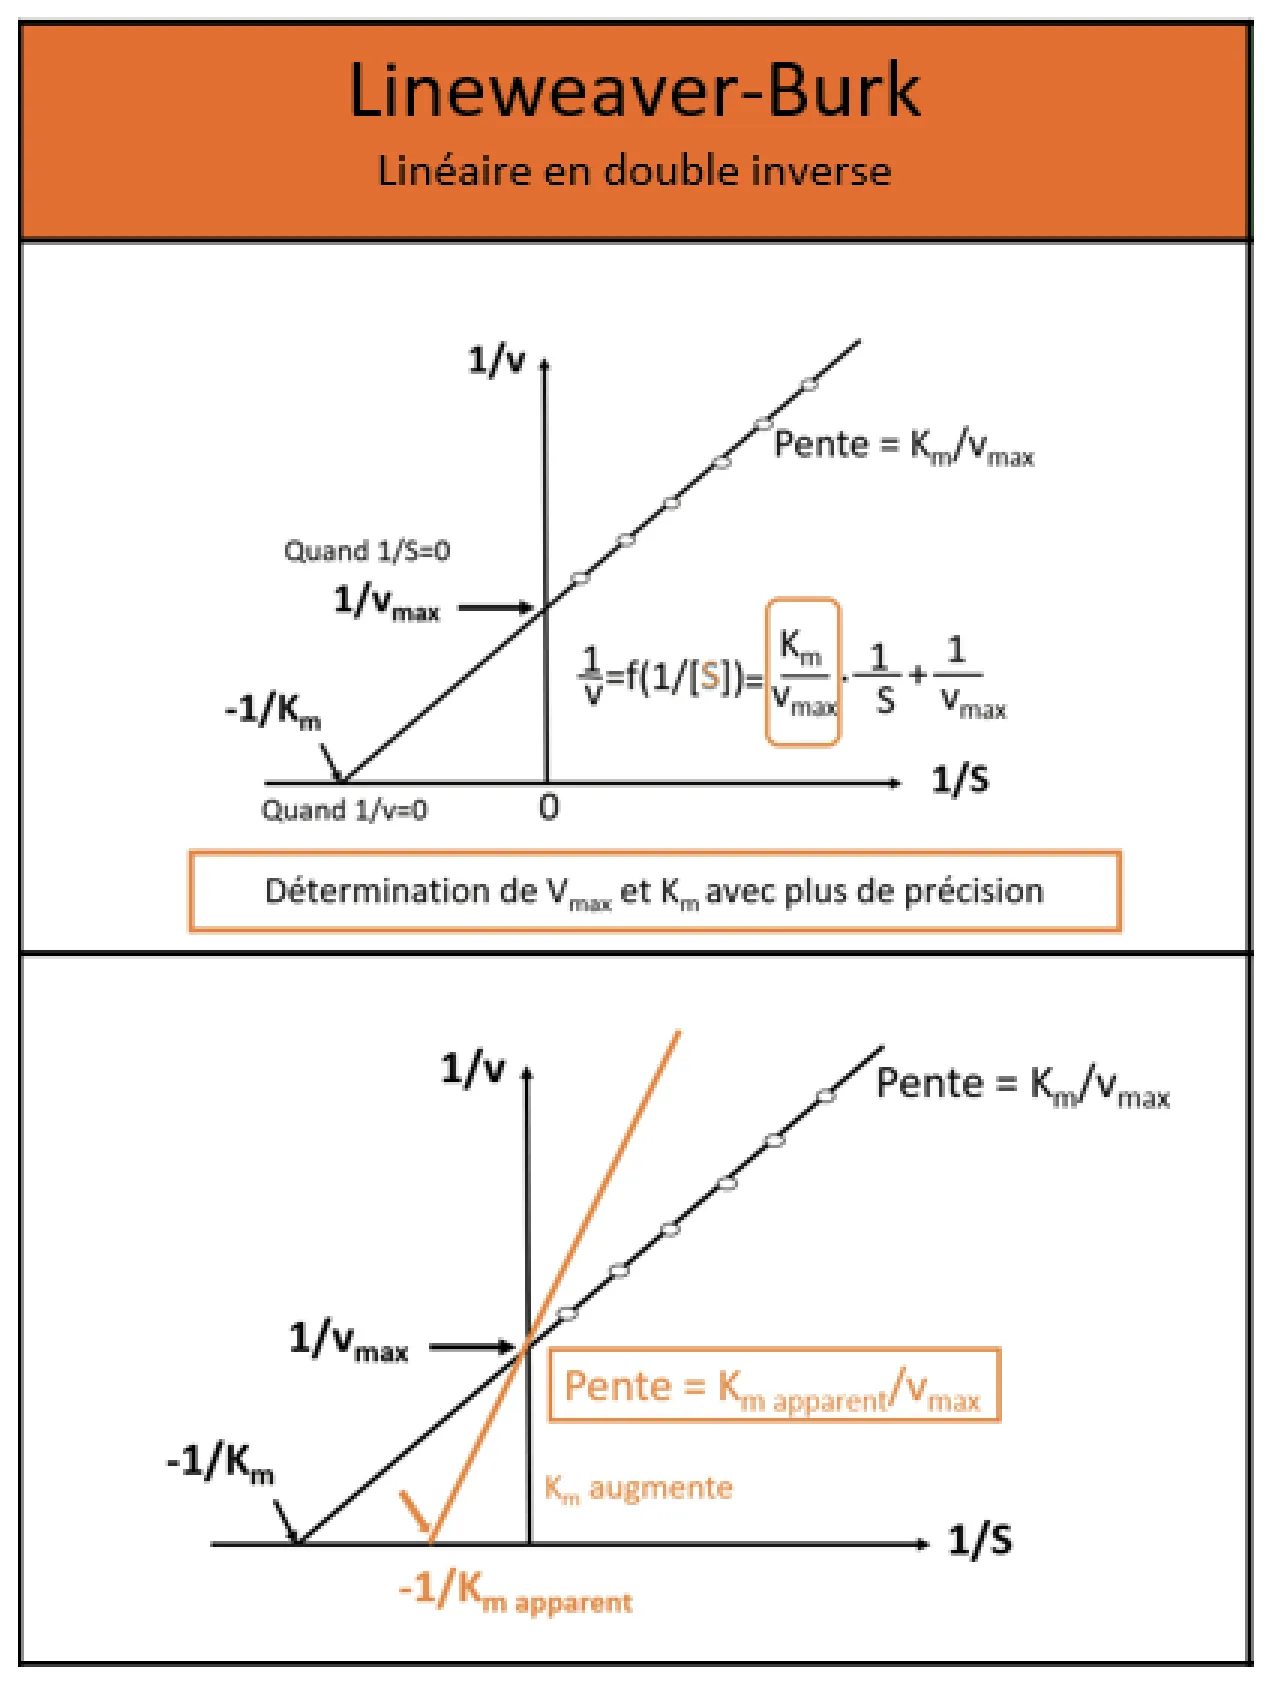 Lineweaver-Burk
Linéaire en double inverse
1/v
Pente = Km/vmax
Quand 1/S=0
1/vmax
1/v=f(1/[S])=Km/vmax·1/S+1/vmax
-1/Km
1/S
Quand 1/v=0
0
Détermination de Vmax et Km avec plus de précision
1/v
Pente = Km/vmax
1/vmax
Pente = Km apparent/vmax
-1/Km
Km augmente
1/S
-1/Km apparent